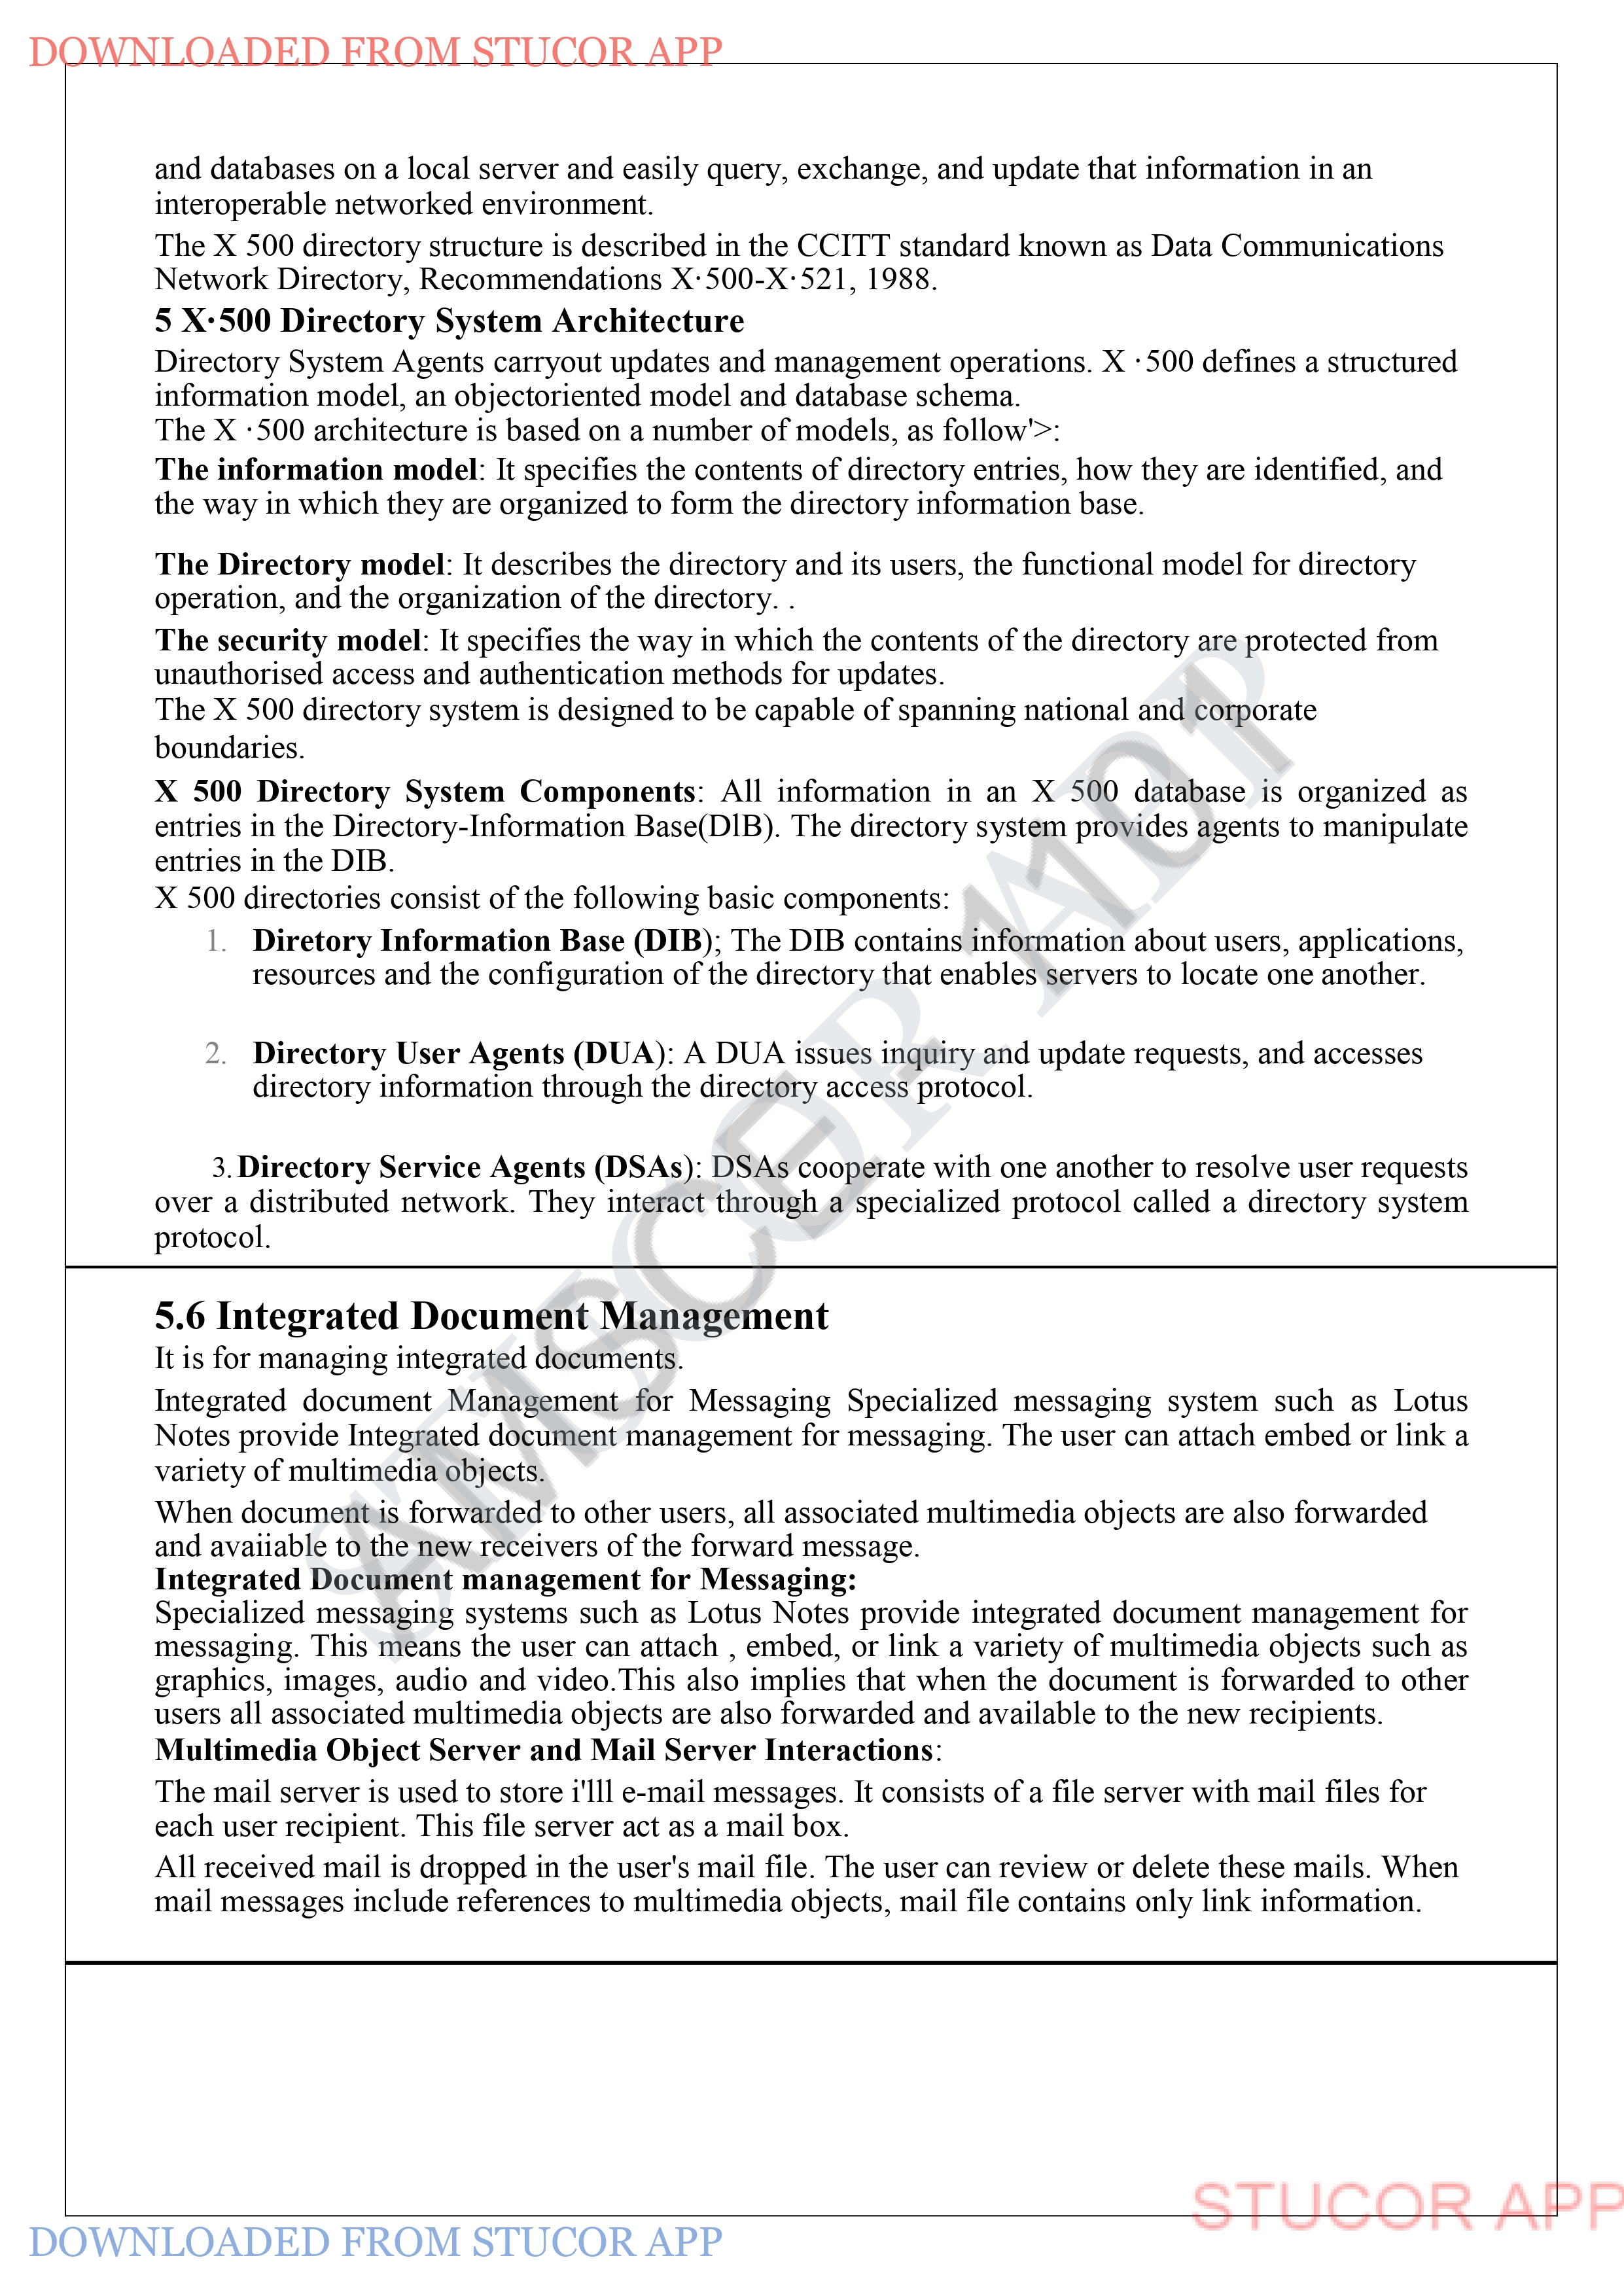 DOWNLOADED FROM STUCOR APP
and databases on a local server and easily query, exchange, and update that information in an
interoperable networked environment.
The X 500 directory structure is described in the CCITT standard known as Data Communications
Network Directory, Recommendations X·500-X·521, 1988.
5 X·500 Directory System Architecture
Directory System Agents carryout updates and management operations. X ·500 defines a structured
information model, an objectoriented model and database schema.
The X ·500 architecture is based on a number of models, as follow'>:
The information model: It specifies the contents of directory entries, how they are identified, and
the way in which they are organized to form the directory information base.
The Directory model: It describes the directory and its users, the functional model for directory
operation, and the organization of the directory. .
The security model: It specifies the way in which the contents of the directory are protected from
unauthorised access and authentication methods for updates.
The X 500 directory system is designed to be capable of spanning national and corporate
boundaries.
X 500 Directory System Components: All information in an X 500 database is organized as
entries in the Directory-Information Base(DlB). The directory system provides agents to manipulate
entries in the DIB.
X 500 directories consist of the following basic components:
1. Diretory Information Base (DIB); The DIB contains information about users, applications,
resources and the configuration of the directory that enables servers to locate one another.
2. Directory User Agents (DUA): A DUA issues inquiry and update requests, and accesses
directory information through the directory access protocol.
3. Directory Service Agents (DSAs): DSAs cooperate with one another to resolve user requests
over a distributed network. They interact through a specialized protocol called a directory system
protocol.
5.6 Integrated Document Management
It is for managing integrated documents.
Integrated document Management for Messaging Specialized messaging system such as Lotus
Notes provide Integrated document management for messaging. The user can attach embed or link a
variety of multimedia objects.
When document is forwarded to other users, all associated multimedia objects are also forwarded
and avaiiable to the new receivers of the forward message.
Integrated Document management for Messaging:
Specialized messaging systems such as Lotus Notes provide integrated document management for
messaging. This means the user can attach , embed, or link a variety of multimedia objects such as
graphics, images, audio and video.This also implies that when the document is forwarded to other
users all associated multimedia objects are also forwarded and available to the new recipients.
Multimedia Object Server and Mail Server Interactions:
The mail server is used to store i'lll e-mail messages. It consists of a file server with mail files for
each user recipient. This file server act as a mail box.
All received mail is dropped in the user's mail file. The user can review or delete these mails. When
mail messages include references to multimedia objects, mail file contains only link information.
STUCOR APP
AMSCE 1101
STUCOR APP
DOWNLOADED FROM STUCOR APP